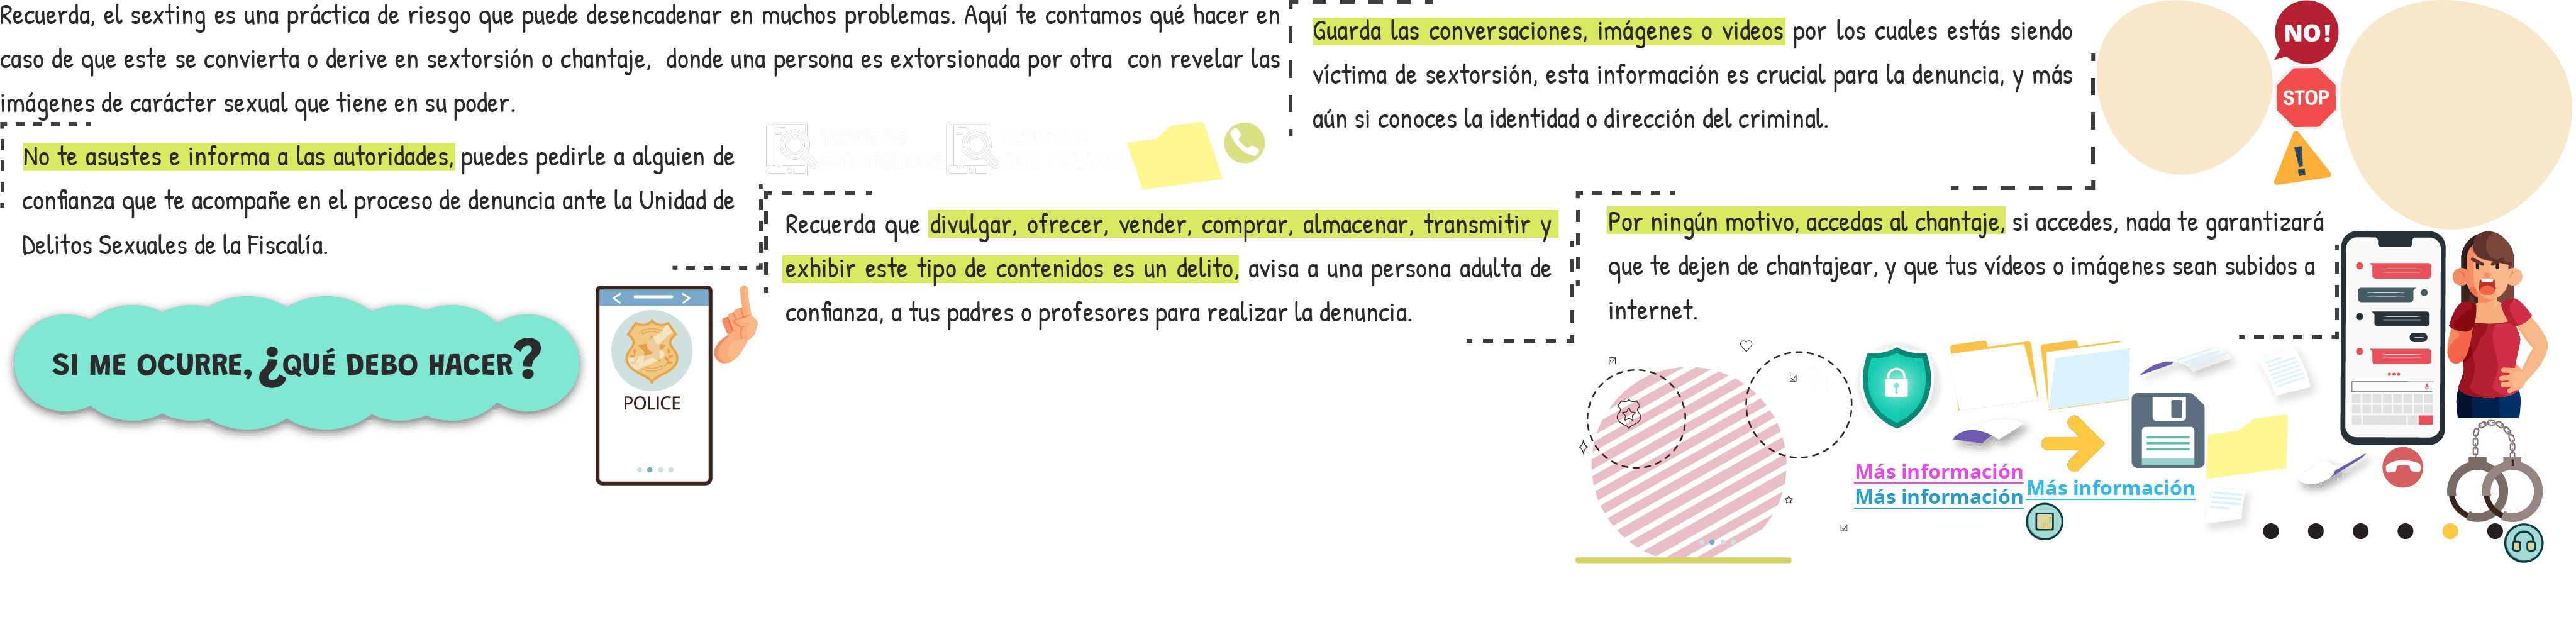 Recuerda, el sexting es una práctica de riesgo que puede desencadenar en muchos problemas. Aquí te contamos qué hacer en
caso de que este se convierta o derive en sextorsión o chantaje, donde una persona es extorsionada por otra con revelar las
imágenes de carácter sexual que tiene en su poder.
Guarda las conversaciones, imágenes o videos por los cuales estás siendo
víctima de sextorsión, esta información es crucial para la denuncia, y más
aún si conoces la identidad o dirección del criminal.
NO!
STOP
!
No te asustes e informa a las autoridades, puedes pedirle a alguien de
confianza que te acompañe en el proceso de denuncia ante la Unidad de
Delitos Sexuales de la Fiscalía.
Recuerda que divulgar, ofrecer, vender, comprar, almacenar, transmitir y
exhibir este tipo de contenidos es un delito, avisa a una persona adulta de
confianza, a tus padres o profesores para realizar la denuncia.
Por ningún motivo, accedas al chantaje, si accedes, nada te garantizará
que te dejen de chantajear, y que tus vídeos o imágenes sean subidos a
internet.
SI ME OCURRE, ¿QUÉ DEBO HACER?
POLICE
Más información
Más información
Más información